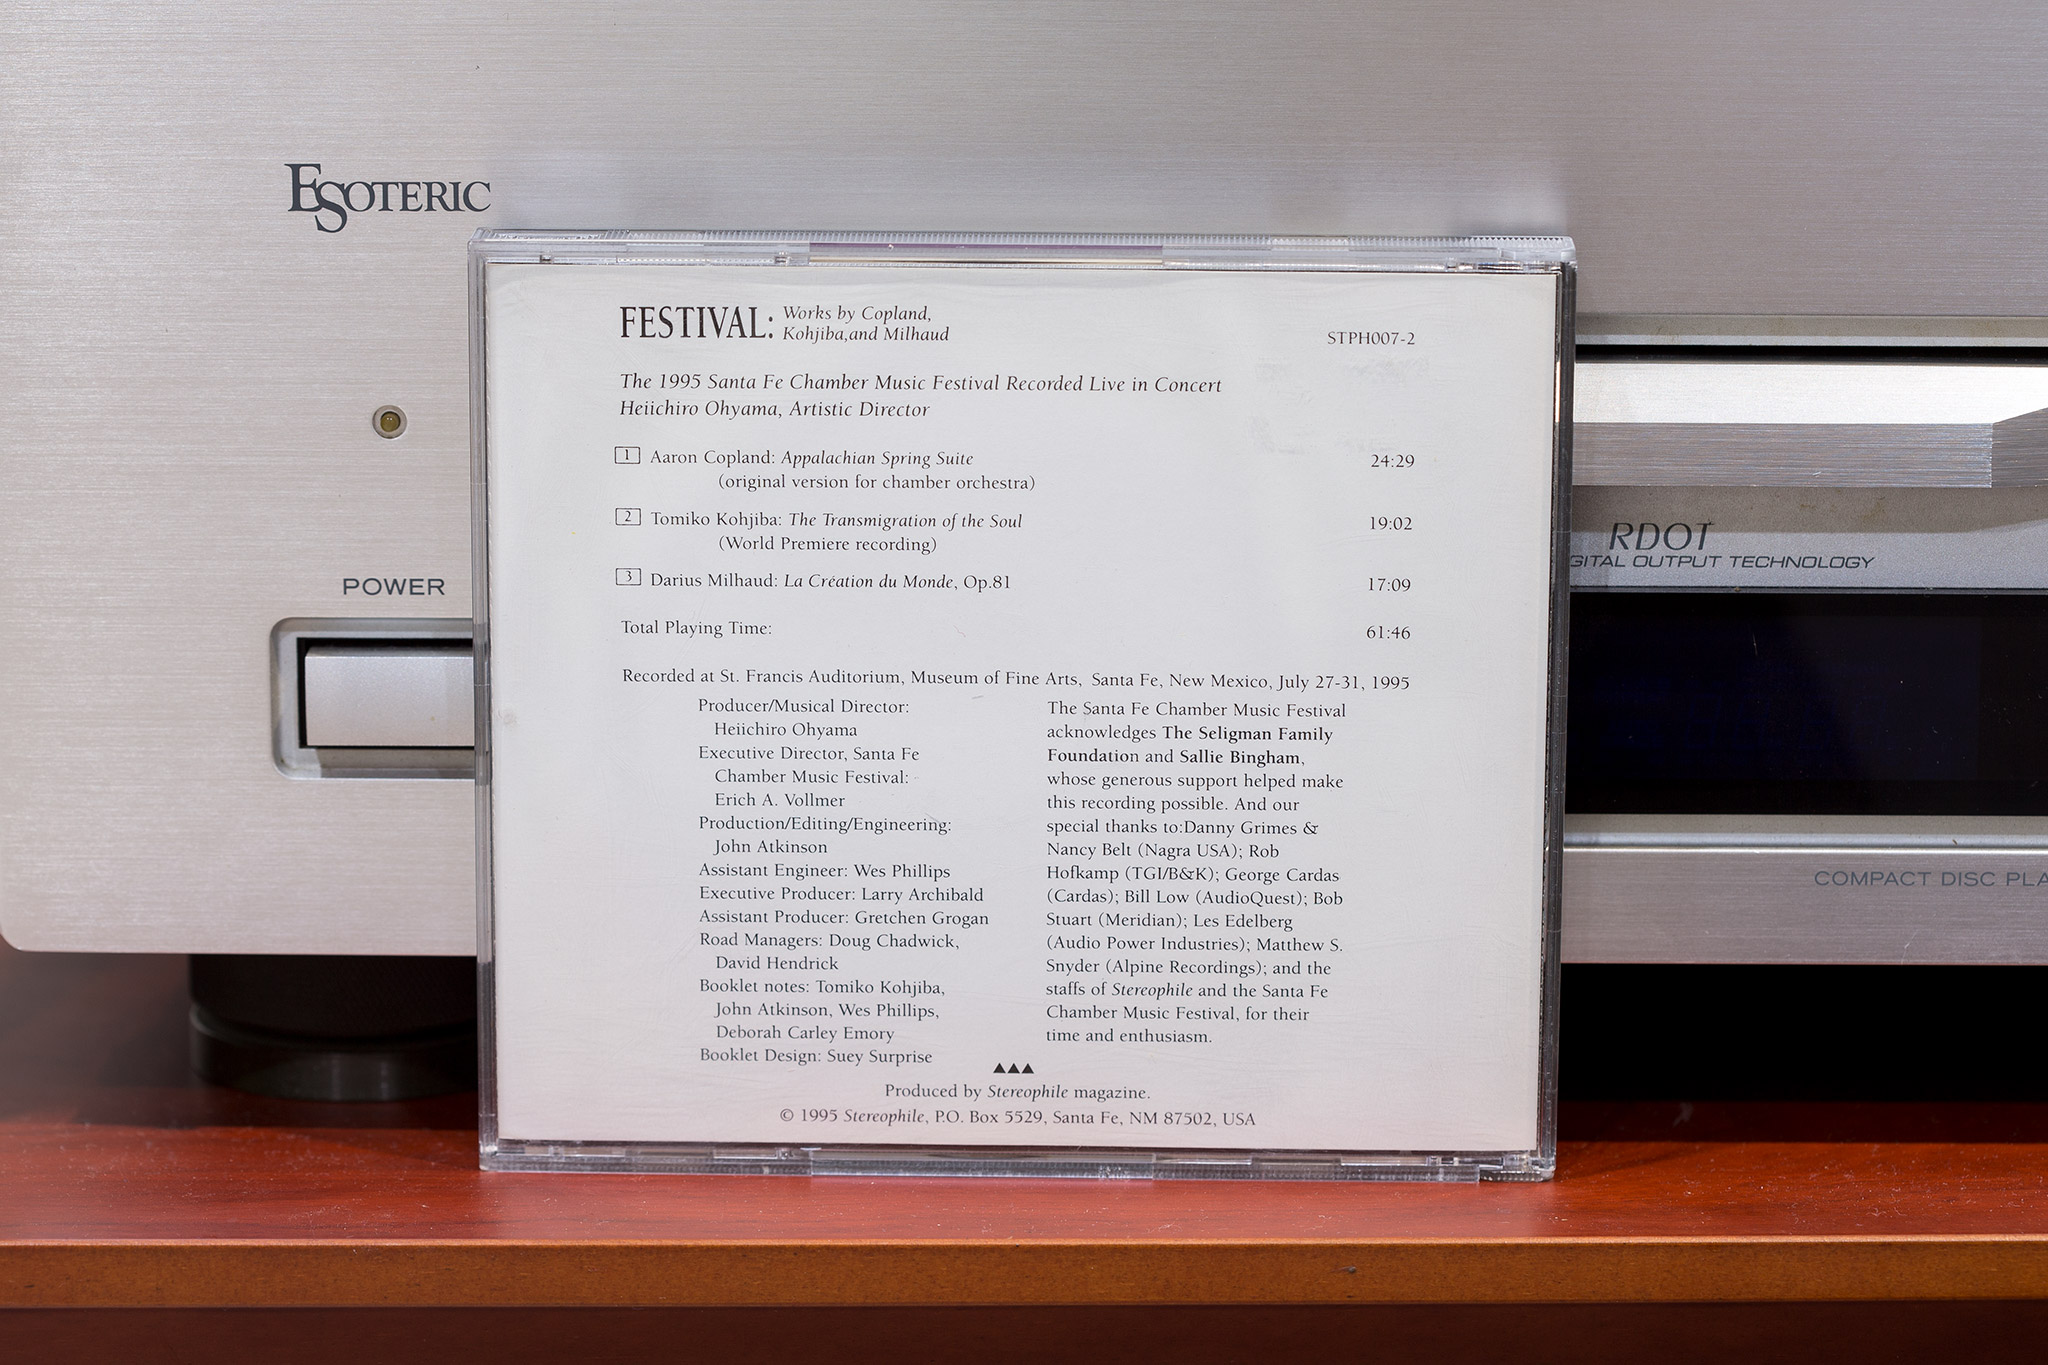 ESOTERIC
POWER
FESTIVAL: Works by Copland,
Kohjiba,and Milhaud
STPH007-2
The 1995 Santa Fe Chamber Music Festival Recorded Live in Concert
Heiichiro Ohyama, Artistic Director
1 Aaron Copland: Appalachian Spring Suite 24:29
(original version for chamber orchestra)
2 Tomiko Kohjiba: The Transmigration of the Soul 19:02
(World Premiere recording)
3 Darius Milhaud: La Création du Monde, Op.81 17:09
Total Playing Time: 61:46
Recorded at St. Francis Auditorium, Museum of Fine Arts, Santa Fe, New Mexico, July 27-31, 1995
Producer/Musical Director:
Heiichiro Ohyama
Executive Director, Santa Fe
Chamber Music Festival:
Erich A. Vollmer
Production/Editing/Engineering:
John Atkinson
Assistant Engineer: Wes Phillips
Executive Producer: Larry Archibald
Assistant Producer: Gretchen Grogan
Road Managers: Doug Chadwick,
David Hendrick
Booklet notes: Tomiko Kohjiba,
John Atkinson, Wes Phillips,
Deborah Carley Emory
Booklet Design: Suey Surprise
The Santa Fe Chamber Music Festival
acknowledges The Seligman Family
Foundation and Sallie Bingham,
whose generous support helped make
this recording possible. And our
special thanks to:Danny Grimes &
Nancy Belt (Nagra USA); Rob
Hofkamp (TGI/B&K); George Cardas
(Cardas); Bill Low (AudioQuest); Bob
Stuart (Meridian); Les Edelberg
(Audio Power Industries); Matthew S.
Snyder (Alpine Recordings); and the
staffs of Stereophile and the Santa Fe
Chamber Music Festival, for their
time and enthusiasm.
Produced by Stereophile magazine.
© 1995 Stereophile, P.O. Box 5529, Santa Fe, NM 87502, USA
RDOT
GITAL OUTPUT TECHNOLOGY
COMPACT DISC PLA